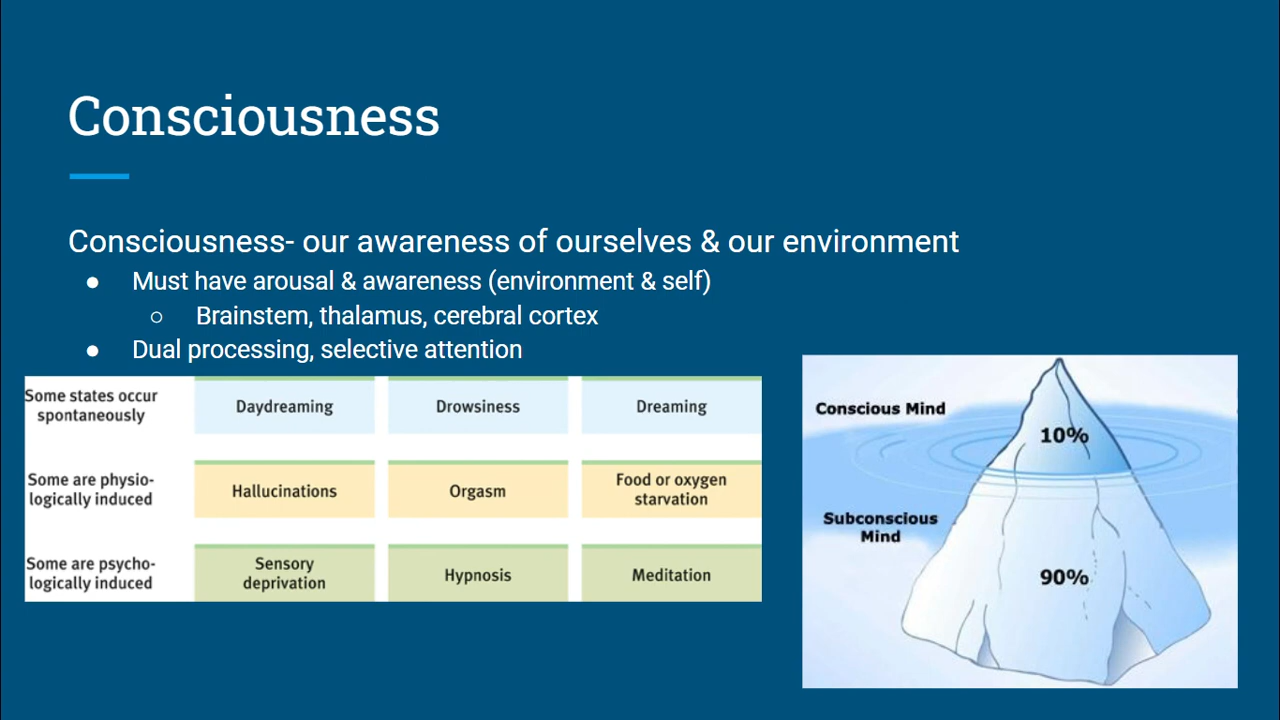 Consciousness
Consciousness- our awareness of ourselves & our environment
● Must have arousal & awareness (environment & self)
○ Brainstem, thalamus, cerebral cortex
● Dual processing, selective attention
Some states occur
spontaneously
Daydreaming
Drowsiness
Dreaming
Some are physio-
logically induced
Hallucinations
Orgasm
Food or oxygen
starvation
Some are psycho-
logically induced
Sensory
deprivation
Hypnosis
Meditation
Conscious Mind
10%
Subconscious
Mind
90%